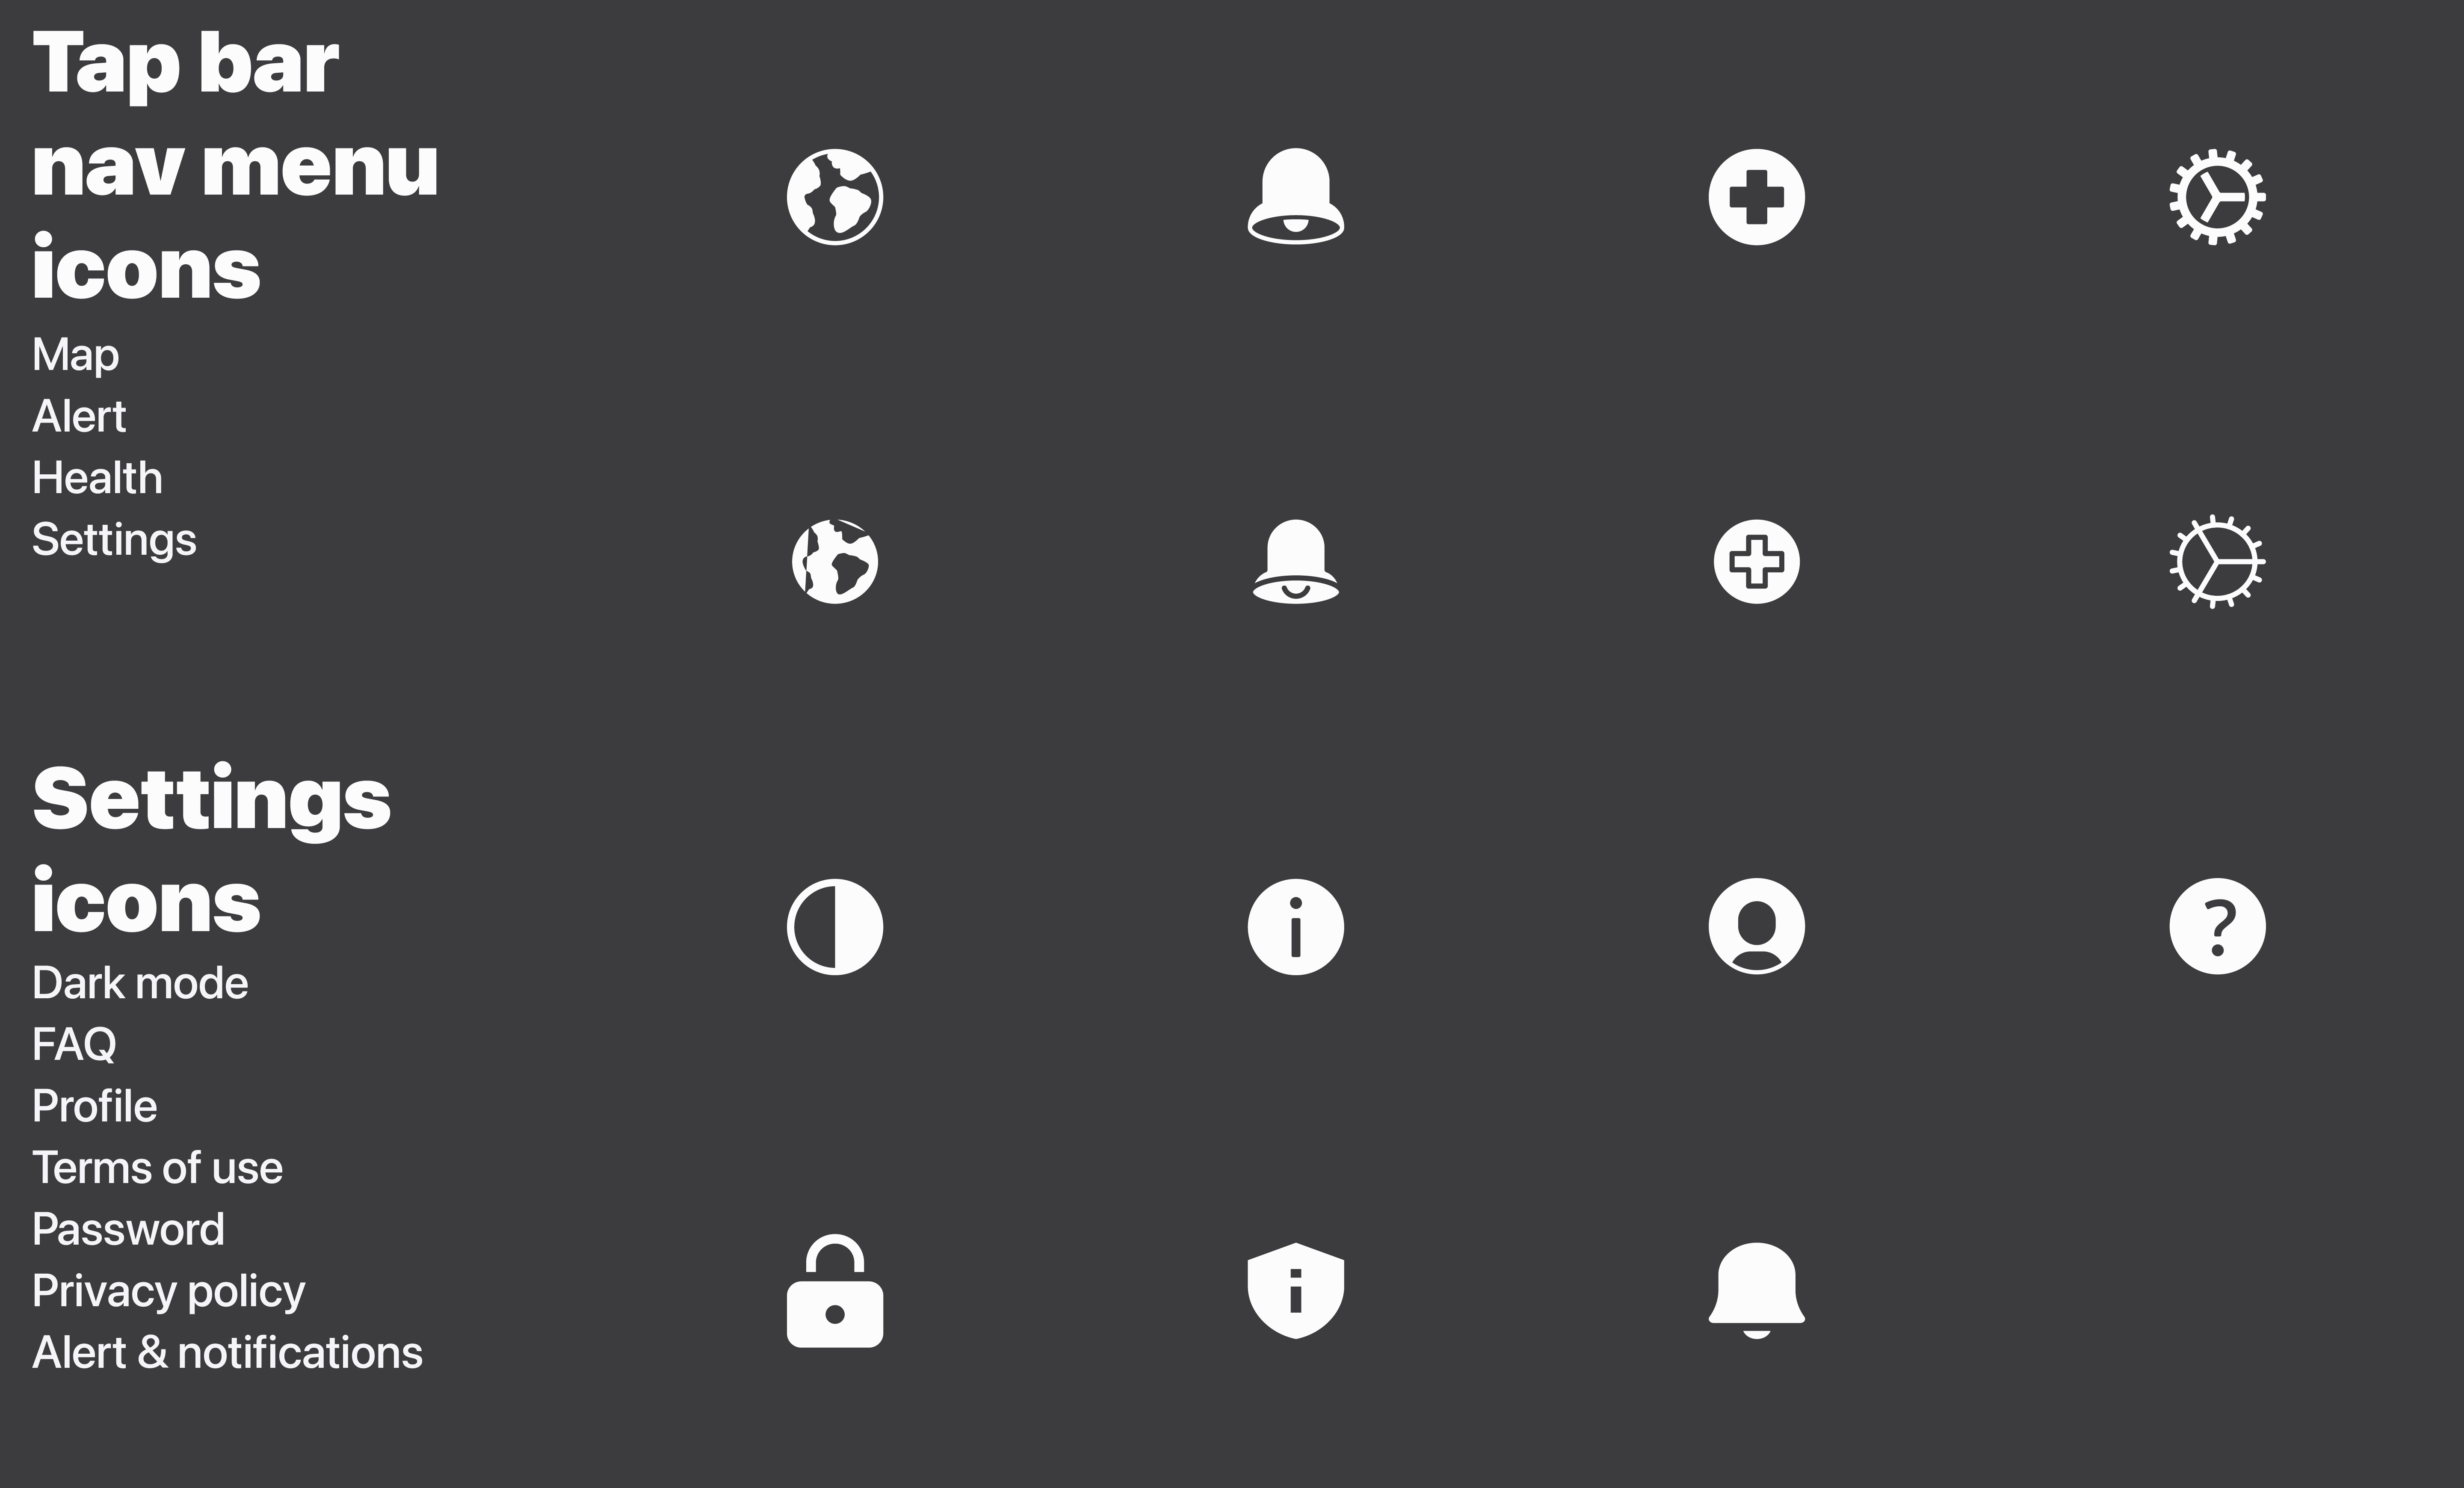 Tap bar
nav menu
icons
Map
Alert
Health
Settings
Settings
icons
Dark mode
FAQ
Profile
Terms of use
Password
Privacy policy
Alert & notifications